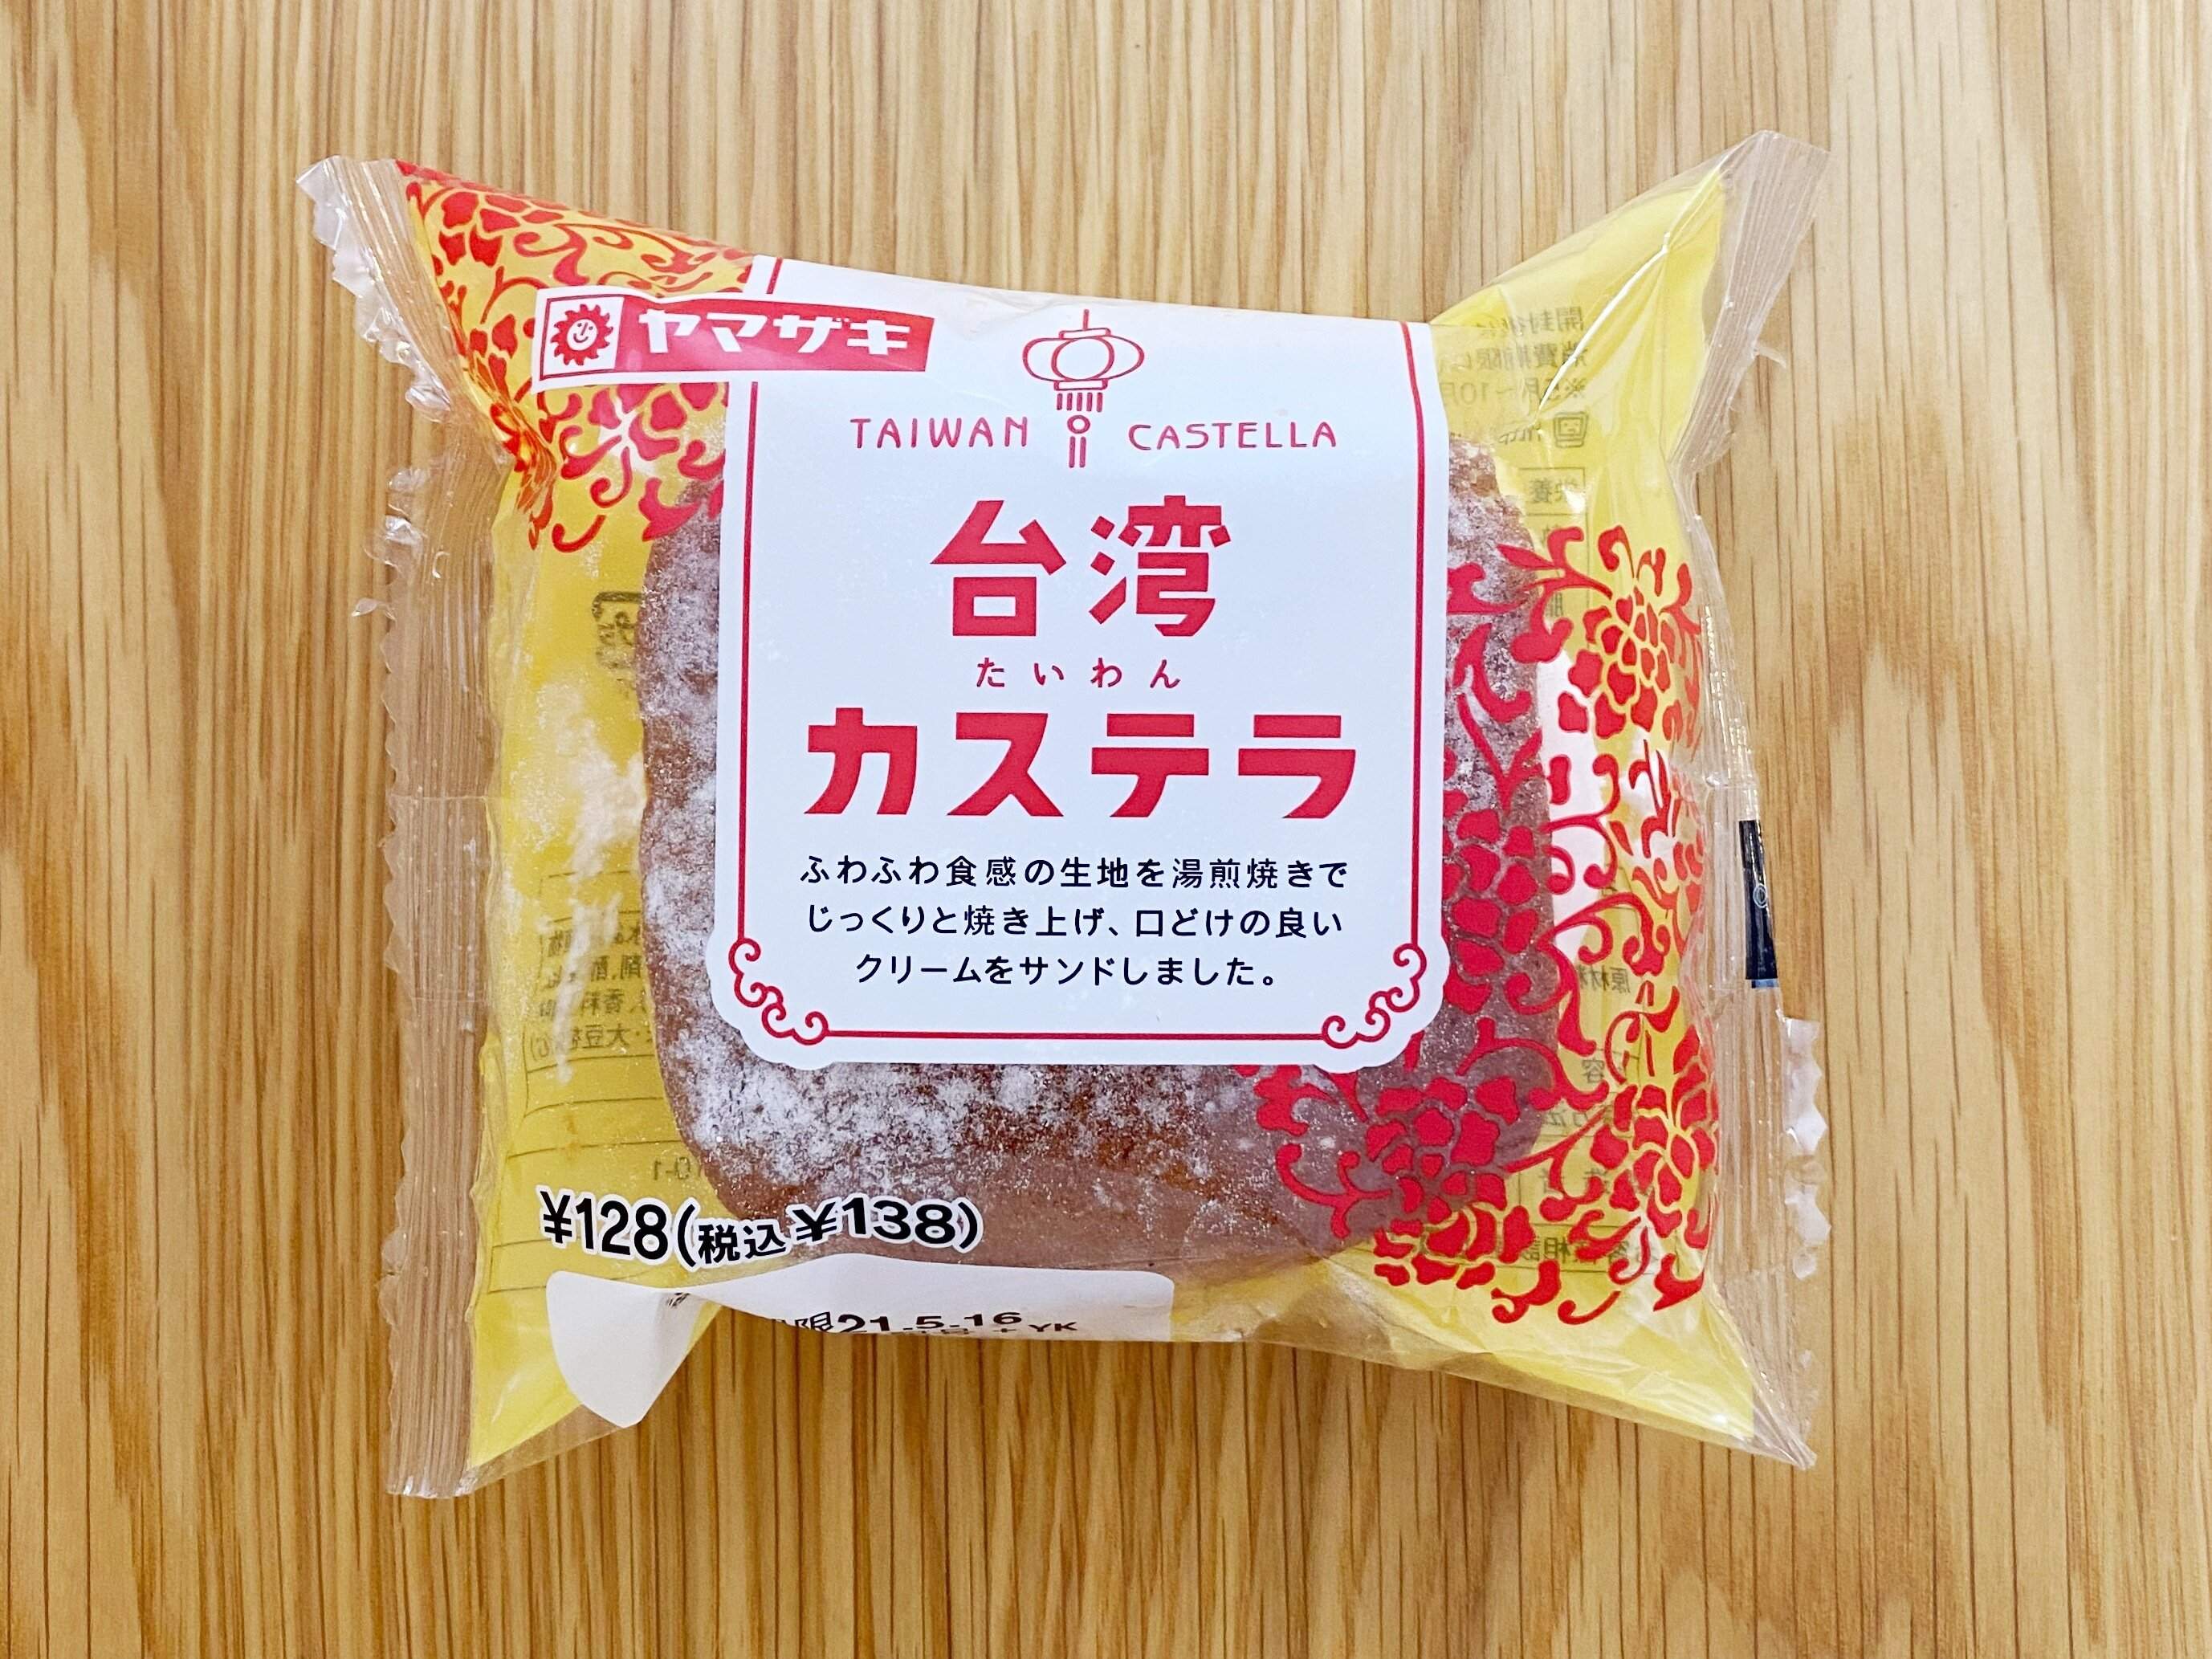 ヤマザキ
TAIWAN CASTELLA
台湾
たいわん
カステラ
ふわふわ食感の生地を湯煎焼きで
じっくりと焼き上げ、口どけの良い
クリームをサンドしました。
¥128(税込¥138)
限21.5.16
YK